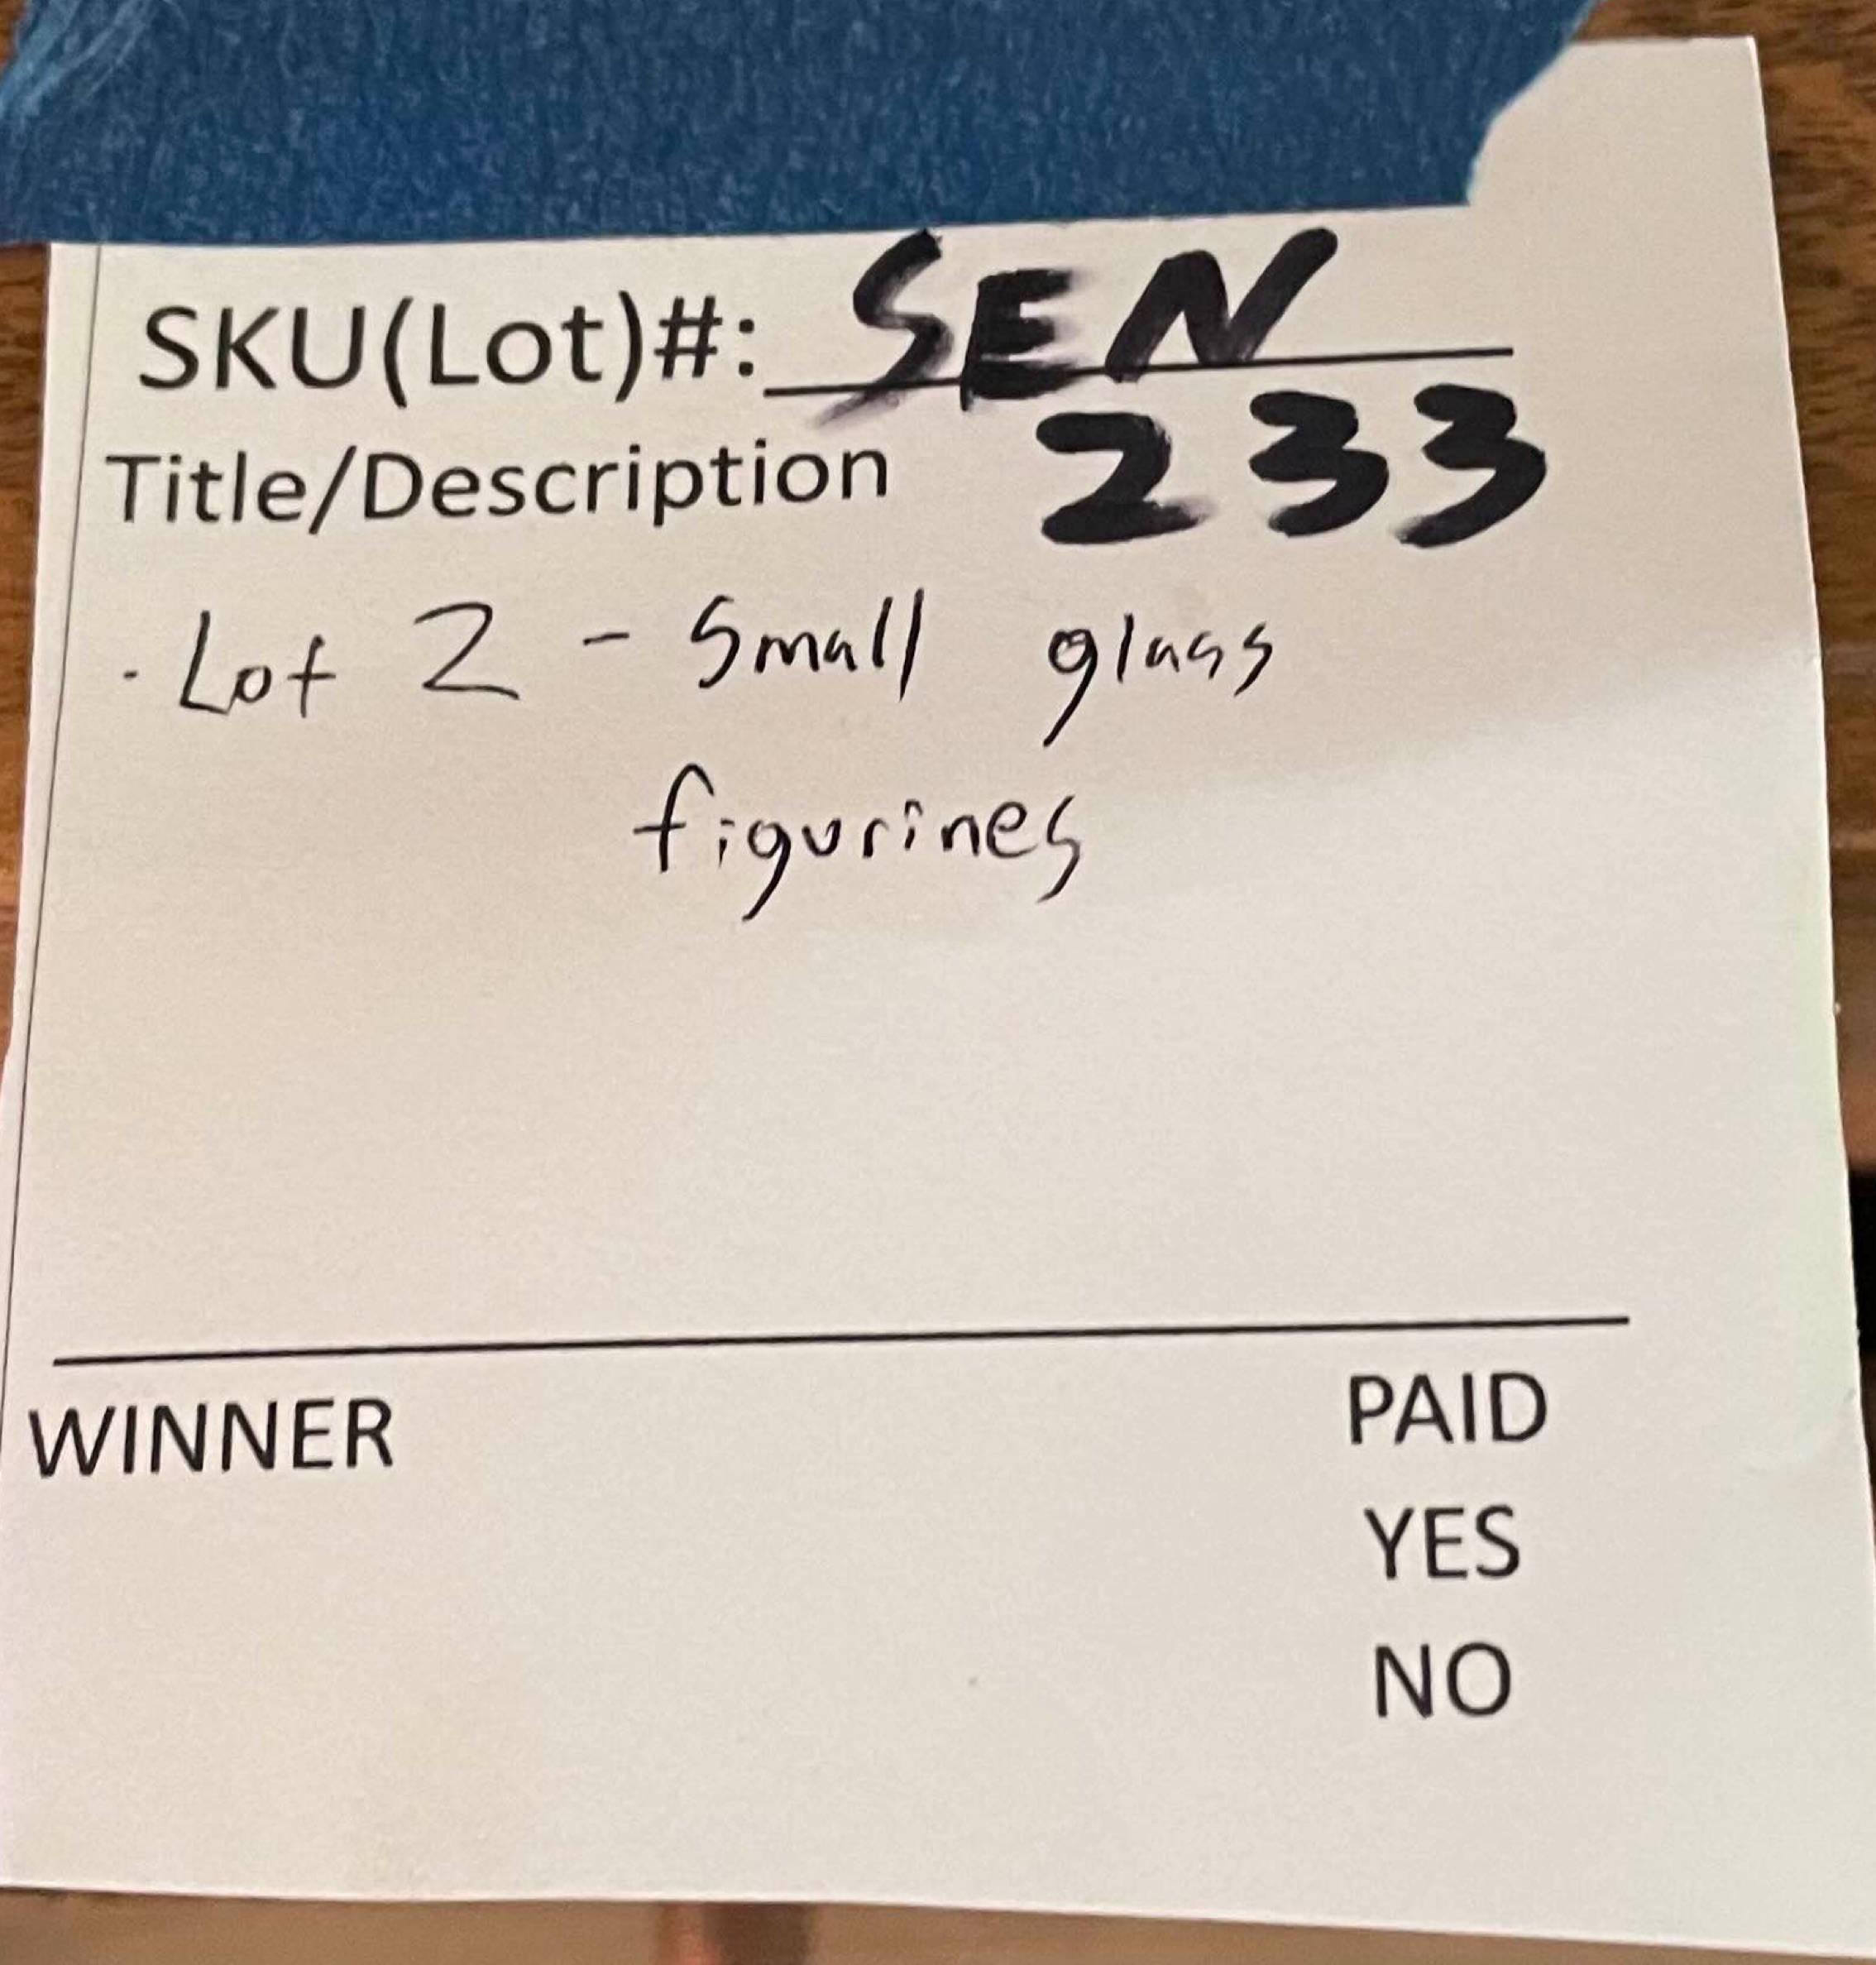 SKU(Lot)#: SEN
Title/Description 233
· Lot 2 - Small glass
figurines
WINNER PAID
YES
NO